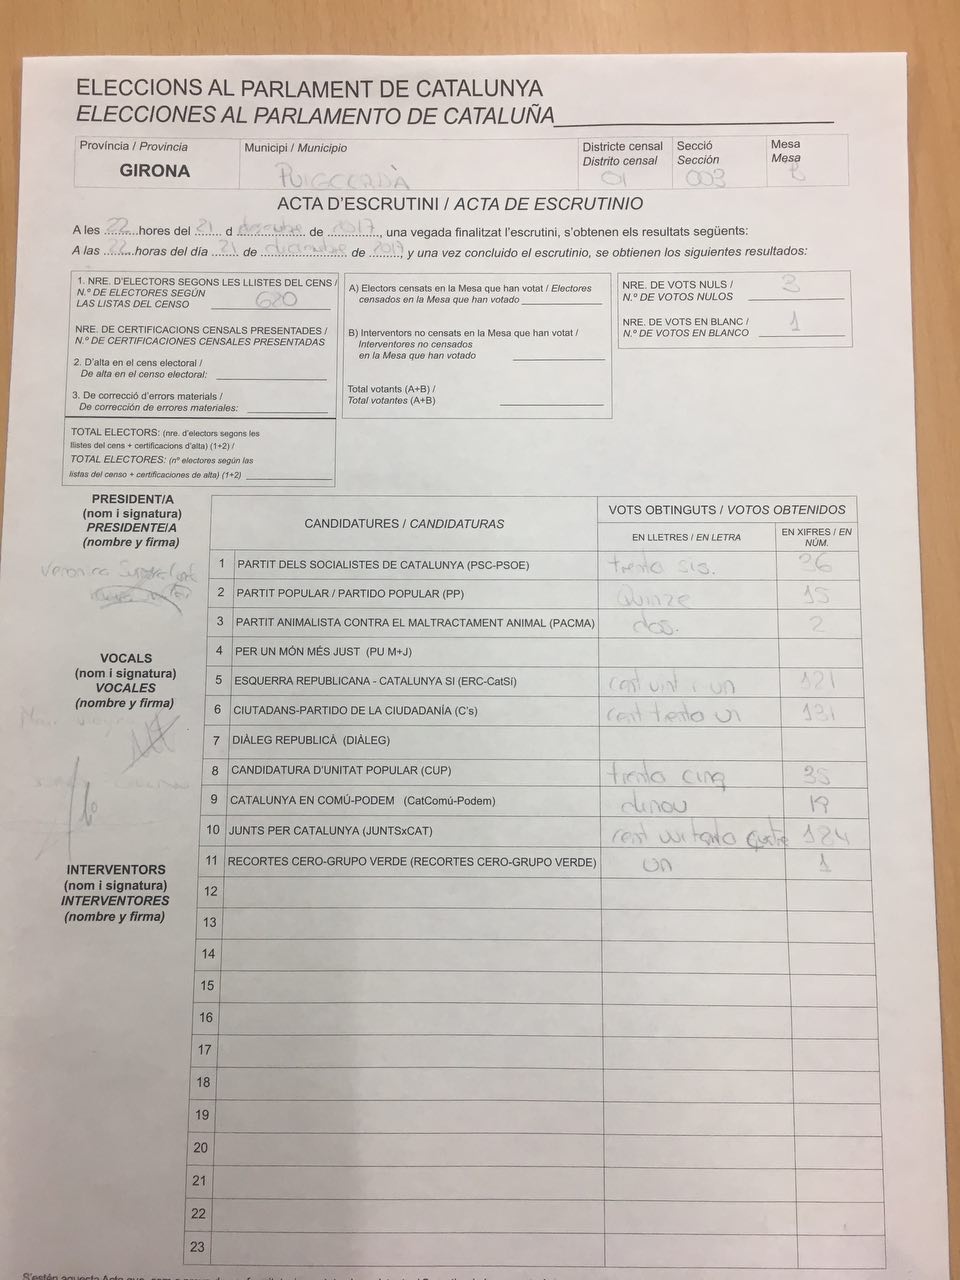 ELECCIONS AL PARLAMENT DE CATALUNYA
ELECCIONES AL PARLAMENTO DE CATALUÑA
Província / Provincia
GIRONA
Municipi / Municipio
PUIGCERDÀ
Districte censal
Distrito censal
01
Secció
Sección
003
Mesa
Mesa
B
ACTA D'ESCRUTINI / ACTA DE ESCRUTINIO
A les 22 hores del 21 d desembre de 2017, una vegada finalitzat l'escrutini, s'obtenen els resultats següents:
A las 22 horas del día 21 de diciembre de 2017, y una vez concluido el escrutinio, se obtienen los siguientes resultados:
1. NRE. D'ELECTORS SEGONS LES LLISTES DEL CENS /
N.º DE ELECTORES SEGÚN
LAS LISTAS DEL CENSO 620
NRE. DE CERTIFICACIONS CENSALS PRESENTADES /
N.º DE CERTIFICACIONES CENSALES PRESENTADAS
2. D'alta en el cens electoral /
De alta en el censo electoral:
3. De correcció d'errors materials /
De corrección de errores materiales:
TOTAL ELECTORS: (nre. d'electors segons les
llistes del cens + certificacions d'alta) (1+2) /
TOTAL ELECTORES: (nº electores según las
listas del censo + certificaciones de alta) (1+2)
A) Electors censats en la Mesa que han votat / Electores
censados en la Mesa que han votado
B) Interventors no censats en la Mesa que han votat /
Interventores no censados
en la Mesa que han votado
Total votants (A+B) /
Total votantes (A+B)
NRE. DE VOTS NULS /
N.º DE VOTOS NULOS 3
NRE. DE VOTS EN BLANC /
N.º DE VOTOS EN BLANCO 1
PRESIDENT/A
(nom i signatura)
PRESIDENTE/A
(nombre y firma)
Veronica
VOCALS
(nom i signatura)
VOCALES
(nombre y firma)
INTERVENTORS
(nom i signatura)
INTERVENTORES
(nombre y firma)
CANDIDATURES / CANDIDATURAS
VOTS OBTINGUTS / VOTOS OBTENIDOS
EN LLETRES / EN LETRA
EN XIFRES / EN
NÚM.
1 PARTIT DELS SOCIALISTES DE CATALUNYA (PSC-PSOE) trenta sis. 36
2 PARTIT POPULAR / PARTIDO POPULAR (PP) Quinze 15
3 PARTIT ANIMALISTA CONTRA EL MALTRACTAMENT ANIMAL (PACMA) dos. 2
4 PER UN MÓN MÉS JUST (PU M+J)
5 ESQUERRA REPUBLICANA - CATALUNYA SI (ERC-CatSí) cent vint i un 121
6 CIUTADANS-PARTIDO DE LA CIUDADANÍA (C's) cent trenta un 131
7 DIÀLEG REPUBLICÀ (DIÀLEG)
8 CANDIDATURA D'UNITAT POPULAR (CUP) trenta cinq 35
9 CATALUNYA EN COMÚ-PODEM (CatComú-Podem) dinou 19
10 JUNTS PER CATALUNYA (JUNTSxCAT) cent vuitanta quatre 184
11 RECORTES CERO-GRUPO VERDE (RECORTES CERO-GRUPO VERDE) un 1
12
13
14
15
16
17
18
19
20
21
22
23